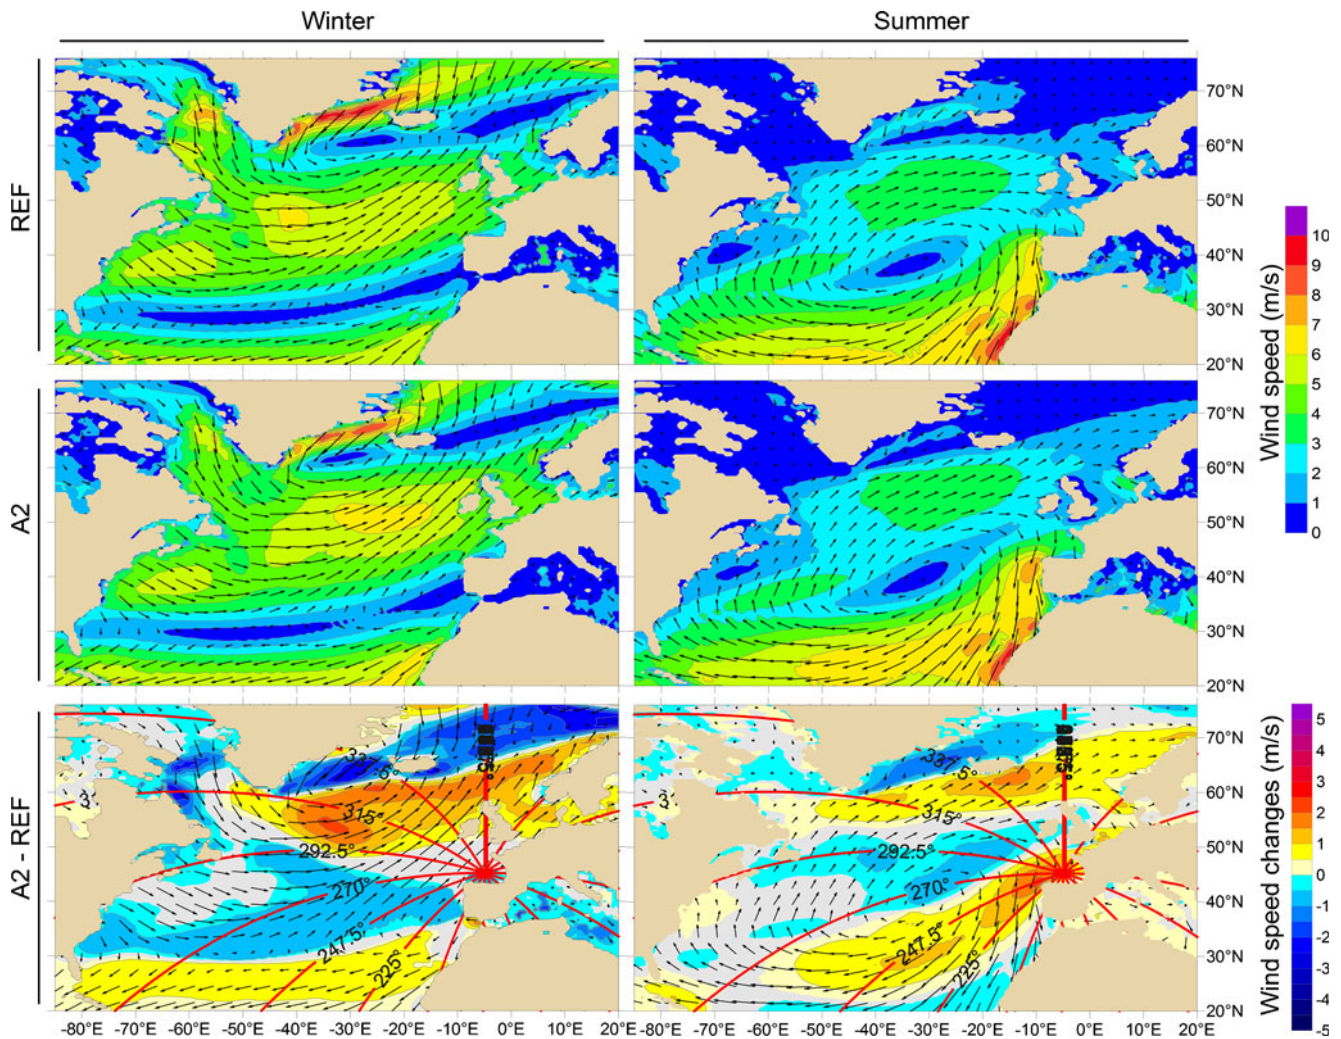 Winter Summer
REF
70°N
60°N
50°N
40°N
30°N
20°N
A2
70°N
60°N
50°N
40°N
30°N
20°N
Wind speed (m/s)
10
9
8
7
6
5
4
3
2
1
0
A2 - REF
337.5°
315°
292.5°
270°
247.5°
225°
3
337.5°
315°
292.5°
270°
247.5°
225°
3
70°N
60°N
50°N
40°N
30°N
20°N
Wind speed changes (m/s)
5
4
3
2
1
0
-1
-2
-3
-4
-5
-80°E -70°E -60°E -50°E -40°E -30°E -20°E -10°E 0°E 10°E 20°E
-80°E -70°E -60°E -50°E -40°E -30°E -20°E -10°E 0°E 10°E 20°E